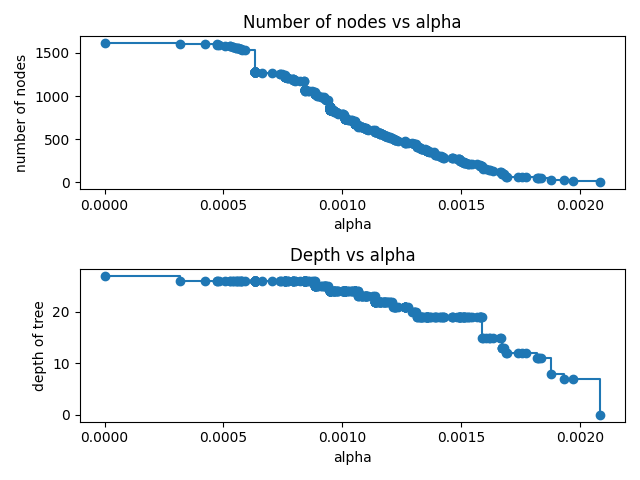 Number of nodes vs alpha
number of nodes
1500
1000
500
0
0.0000 0.0005 0.0010 0.0015 0.0020
alpha
Depth vs alpha
depth of tree
20
10
0
0.0000 0.0005 0.0010 0.0015 0.0020
alpha